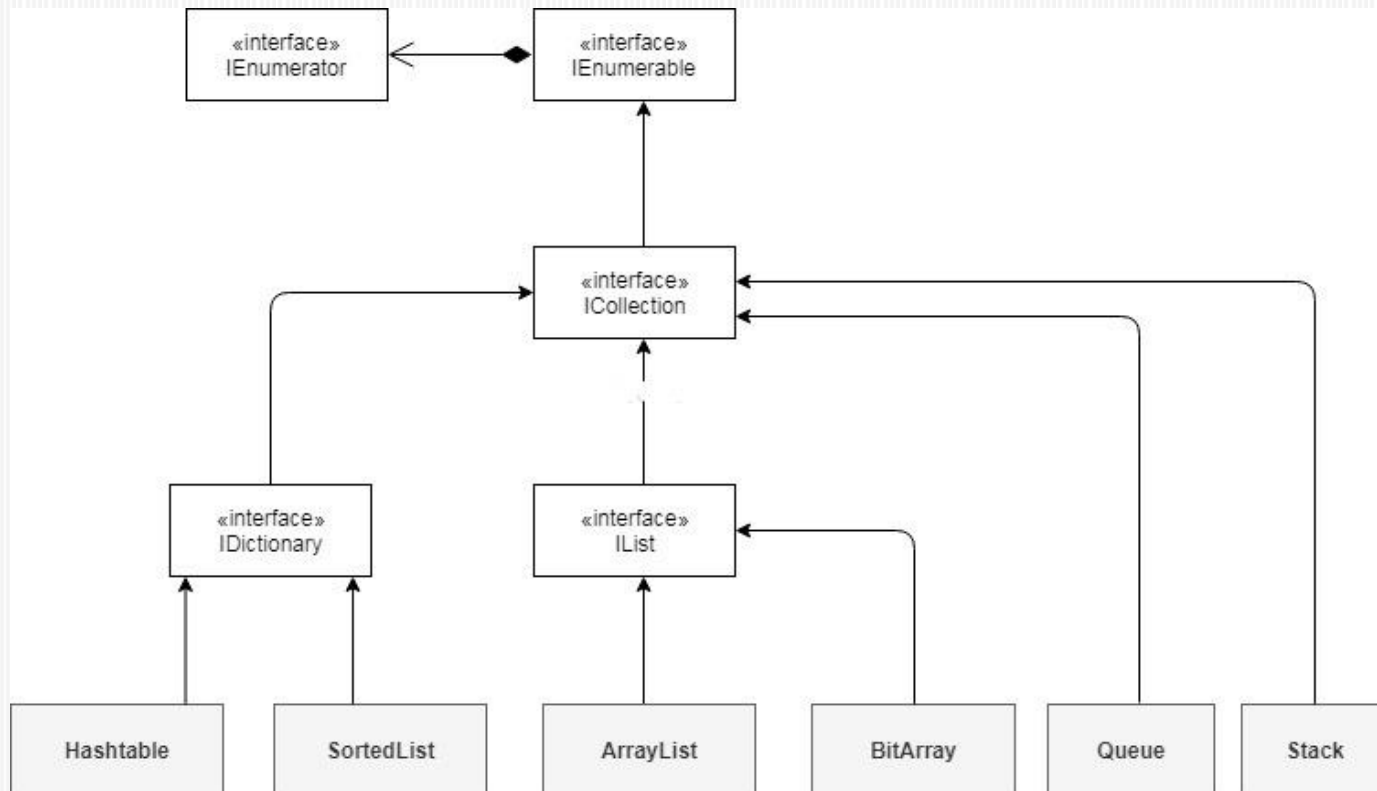 «interface»
IEnumerator
«interface»
IEnumerable
«interface»
ICollection
«interface»
IDictionary
«interface»
IList
Hashtable
SortedList
ArrayList
BitArray
Queue
Stack